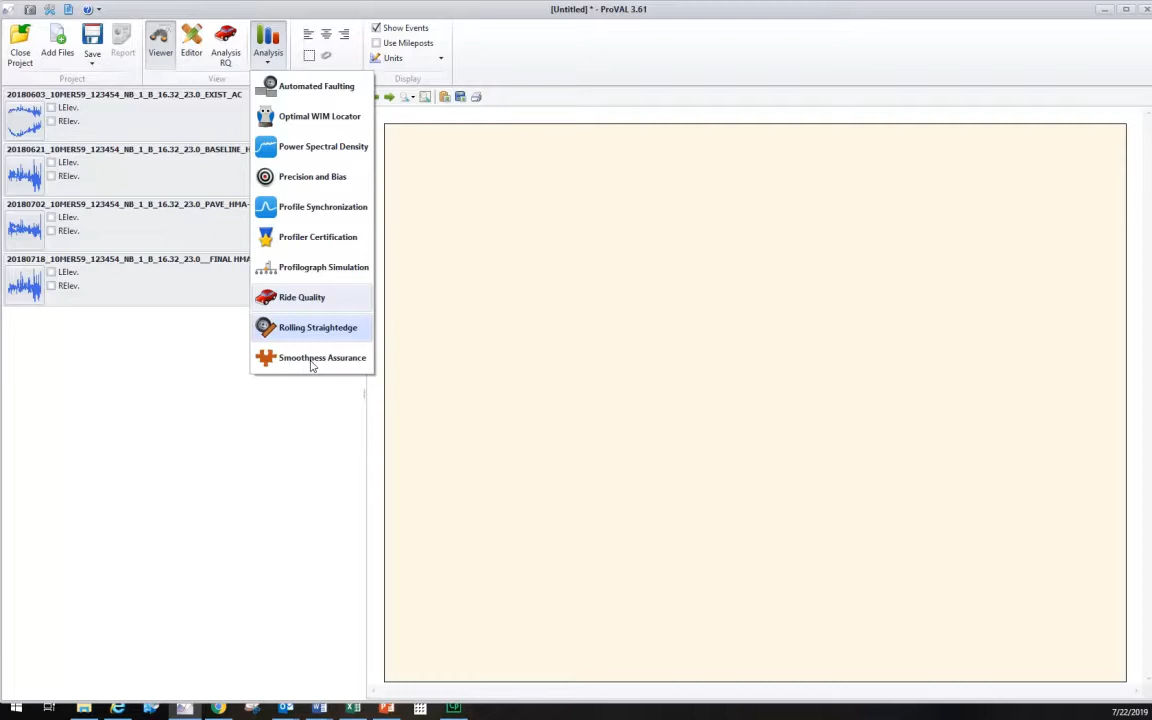 [Untitled] * - ProVAL 3.61
Close Project
Add Files
Save
Report
Viewer
Editor
Analysis RQ
Analysis
Show Events
Use Mileposts
Units
Project
View
Display
20180603_10MER59_123454_NB_1_B_16.32_23.0_EXIST_AC
LElev.
RElev.
20180621_10MER59_123454_NB_1_B_16.32_23.0_BASELINE_H
LElev.
RElev.
20180702_10MER59_123454_NB_1_B_16.32_23.0_PAVE_HMA-
LElev.
RElev.
20180718_10MER59_123454_NB_1_B_16.32_23.0__FINAL HMA
LElev.
RElev.
Automated Faulting
Optimal WIM Locator
Power Spectral Density
Precision and Bias
Profile Synchronization
Profiler Certification
Profilograph Simulation
Ride Quality
Rolling Straightedge
Smoothness Assurance
7/22/2019